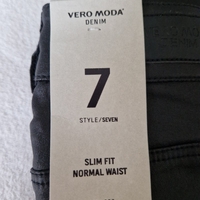 VERO MODA®
DENIM
7
STYLE/SEVEN
SLIM FIT
NORMAL WAIST